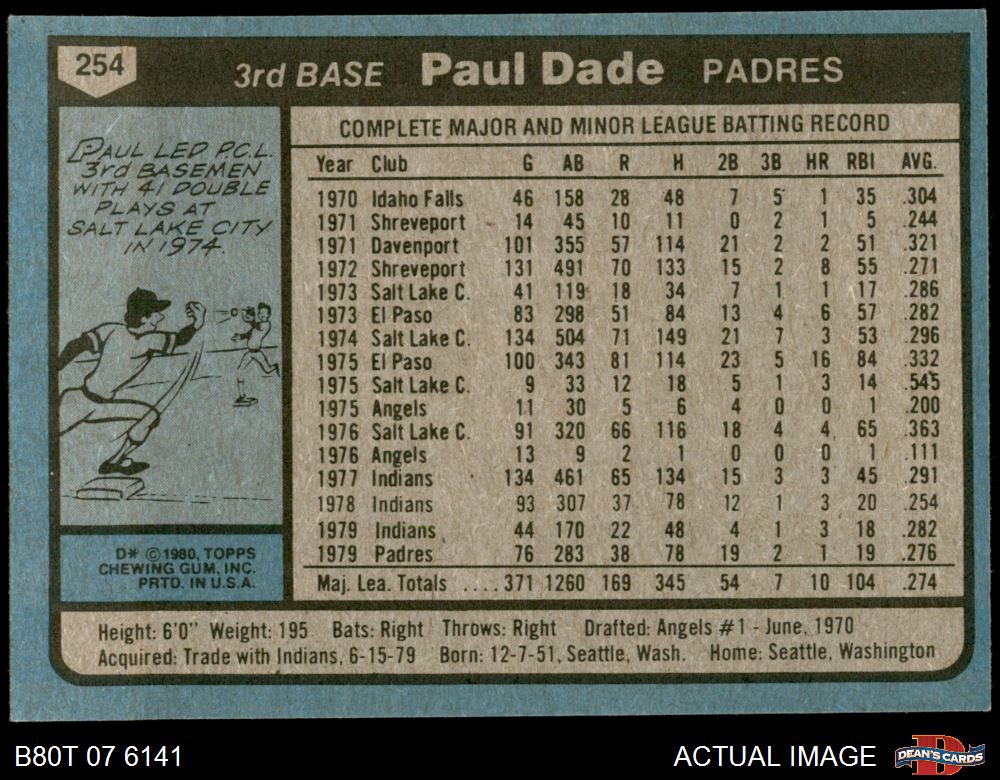 254
3rd BASE Paul Dade PADRES
PAUL LED P.C.L.
3rd BASEMEN
WITH 41 DOUBLE
PLAYS AT
SALT LAKE CITY
IN 1974.
D* © 1980, TOPPS
CHEWING GUM, INC.
PRTD. IN U.S.A.
COMPLETE MAJOR AND MINOR LEAGUE BATTING RECORD
Year Club G AB R H 2B 3B HR RBI AVG.
1970 Idaho Falls 46 158 28 48 7 5 1 35 .304
1971 Shreveport 14 45 10 11 0 2 1 5 .244
1971 Davenport 101 355 57 114 21 2 2 51 .321
1972 Shreveport 131 491 70 133 15 2 8 55 .271
1973 Salt Lake C. 41 119 18 34 7 1 1 17 .286
1973 El Paso 83 298 51 84 13 4 6 57 .282
1974 Salt Lake C. 134 504 71 149 21 7 3 53 .296
1975 El Paso 100 343 81 114 23 5 16 84 .332
1975 Salt Lake C. 9 33 12 18 5 1 3 14 .545
1975 Angels 11 30 5 6 4 0 0 1 .200
1976 Salt Lake C. 91 320 66 116 18 4 4 65 .363
1976 Angels 13 9 2 1 0 0 0 1 .111
1977 Indians 134 461 65 134 15 3 3 45 .291
1978 Indians 93 307 37 78 12 1 3 20 .254
1979 Indians 44 170 22 48 4 1 3 18 .282
1979 Padres 76 283 38 78 19 2 1 19 .276
Maj. Lea. Totals ....371 1260 169 345 54 7 10 104 .274
Height: 6'0" Weight: 195 Bats: Right Throws: Right Drafted: Angels #1 - June, 1970
Acquired: Trade with Indians, 6-15-79 Born: 12-7-51, Seattle, Wash. Home: Seattle, Washington
B80T 07 6141 ACTUAL IMAGE
DEAN'S CARDS